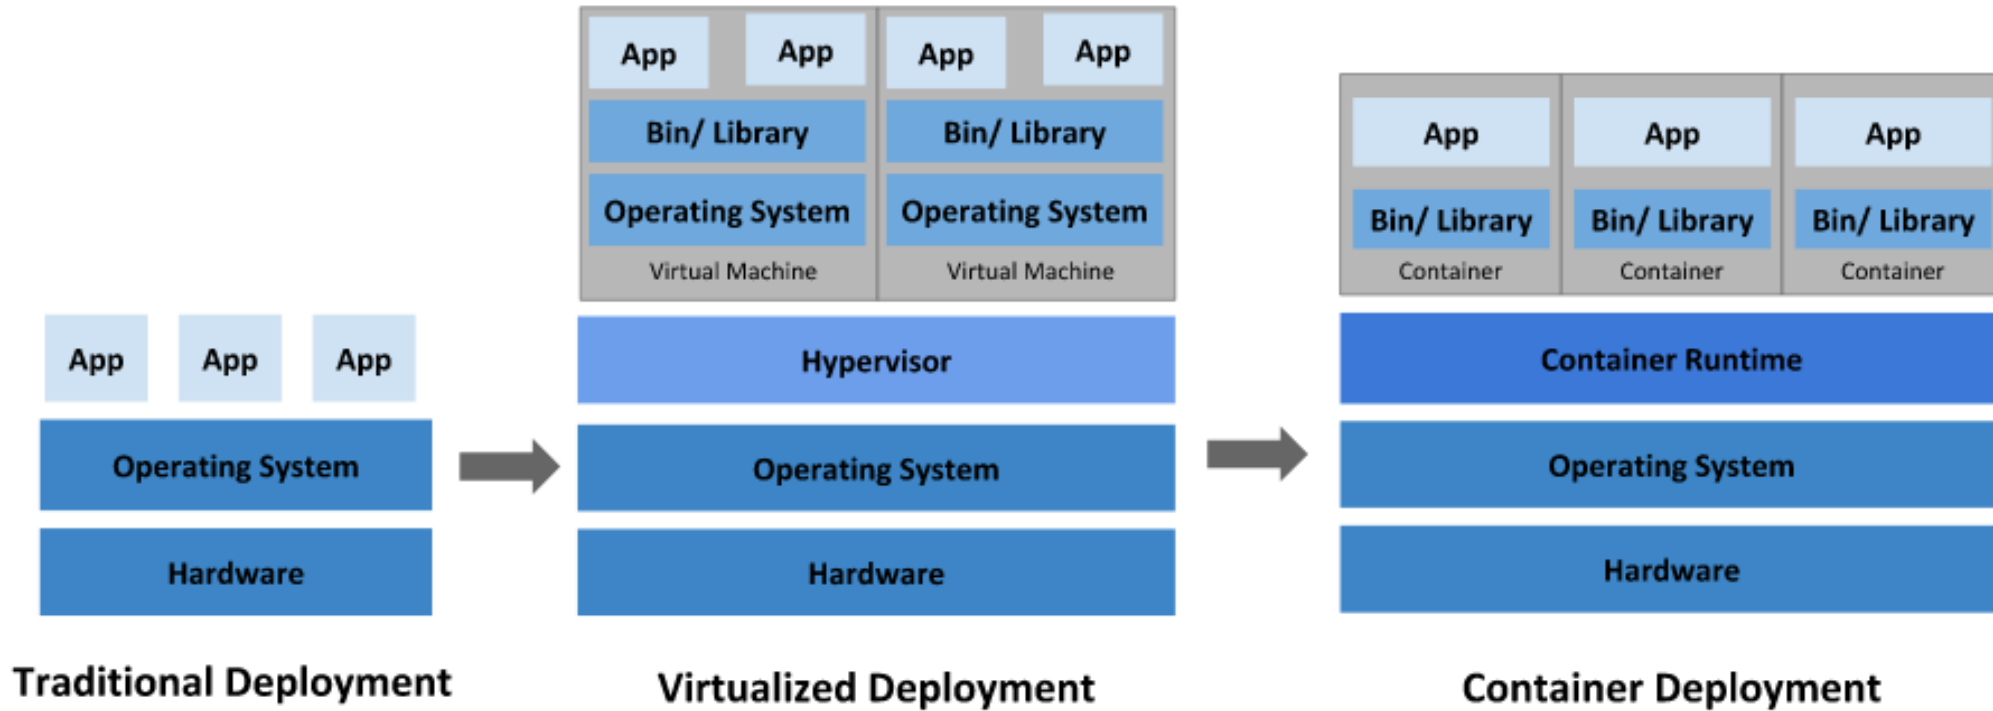 App App App
Operating System
Hardware
Traditional Deployment
App App App App
Bin/ Library Bin/ Library
Operating System Operating System
Virtual Machine Virtual Machine
Hypervisor
Operating System
Hardware
Virtualized Deployment
App App App
Bin/ Library Bin/ Library Bin/ Library
Container Container Container
Container Runtime
Operating System
Hardware
Container Deployment